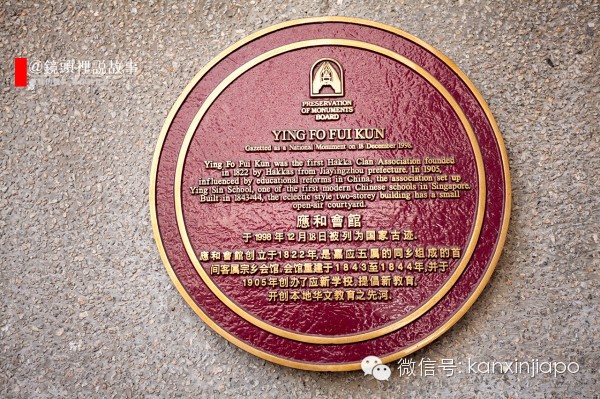 @鏡頭裡説故事
PRESERVATION
OF MONUMENTS
BOARD
YING FO FUI KUN
Gazetted as a National Monument on 18 December 1998.
Ying Fo Fui Kun was the first Hakka Clan Association founded
in 1822 by Hakkas from Jiayingzhou prefecture. In 1905,
influenced by educational reforms in China, the association set up
Ying Sin School, one of the first modern Chinese schools in Singapore.
Built in 1843-44, the eclectic style two-storey building has a small
open-air courtyard.
應和會館
于1998年12月18日被列为国家古迹.
應和會館创立于1822年,是嘉应五属的同乡组成的首
间客属宗乡会馆.会馆重建于1843至1844年,并于
1905年创办了应新学校,提倡新教育,
开创本地华文教育之先河.
微信号: kanxinjiapo